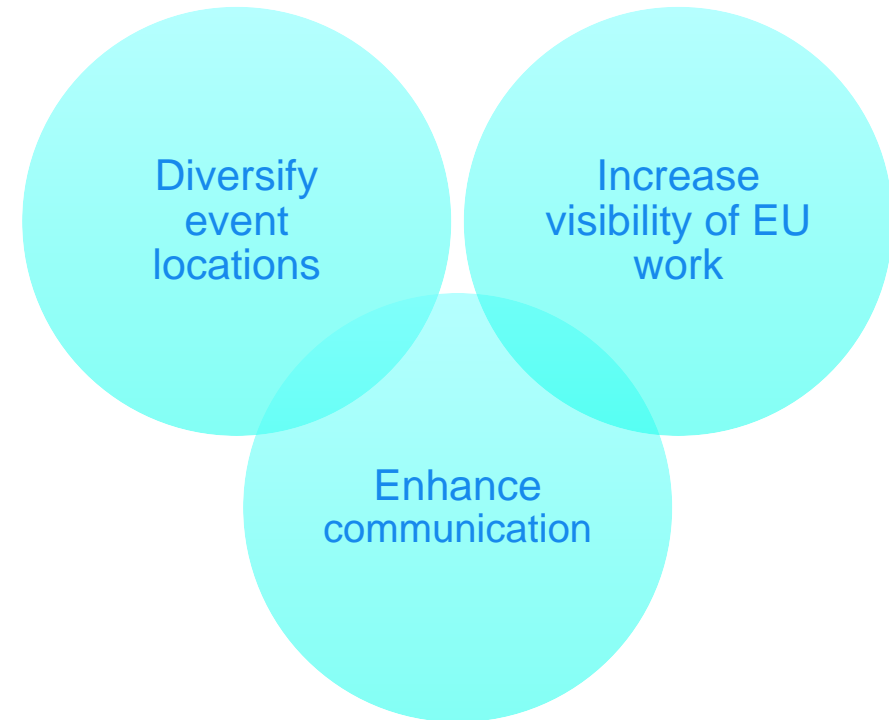 Diversify
event
locations
Increase
visibility of EU
work
Enhance
communication